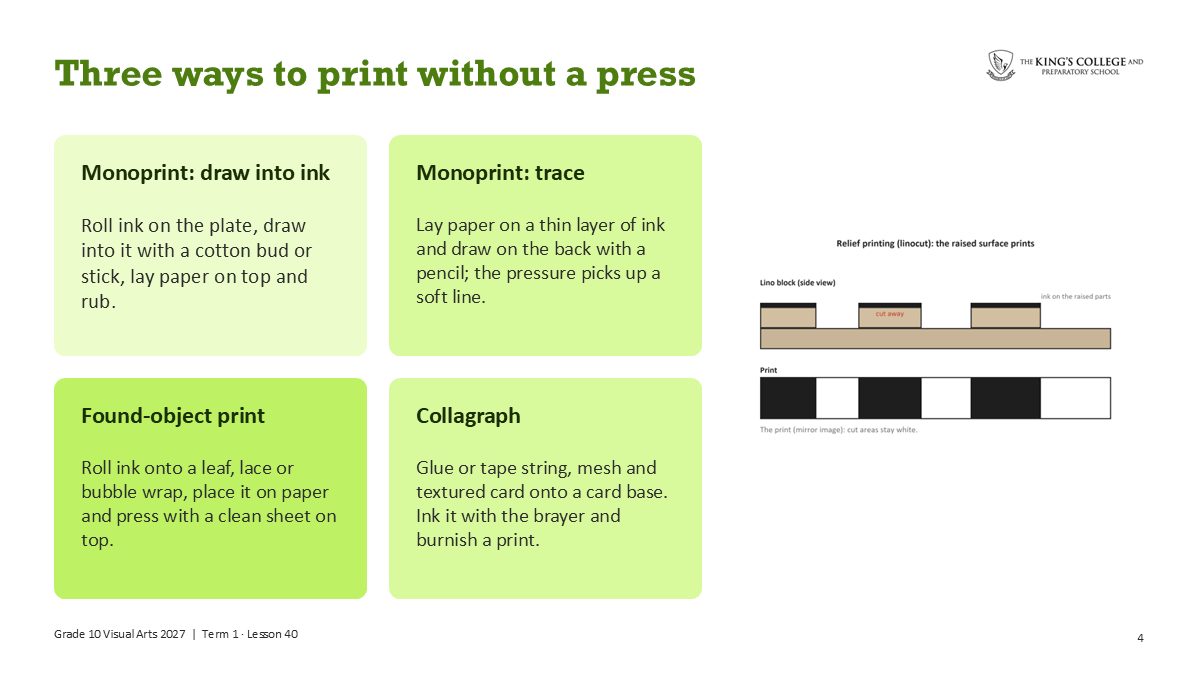 Three ways to print without a press
THE KING'S COLLEGE AND
PREPARATORY SCHOOL
Monoprint: draw into ink
Roll ink on the plate, draw
into it with a cotton bud or
stick, lay paper on top and
rub.
Monoprint: trace
Lay paper on a thin layer of ink
and draw on the back with a
pencil; the pressure picks up a
soft line.
Found-object print
Roll ink onto a leaf, lace or
bubble wrap, place it on paper
and press with a clean sheet on
top.
Collagraph
Glue or tape string, mesh and
textured card onto a card base.
Ink it with the brayer and
burnish a print.
Relief printing (linocut): the raised surface prints
Lino block (side view)
ink on the raised parts
cut away
Print
The print (mirror image): cut areas stay white.
Grade 10 Visual Arts 2027 | Term 1 · Lesson 40
4